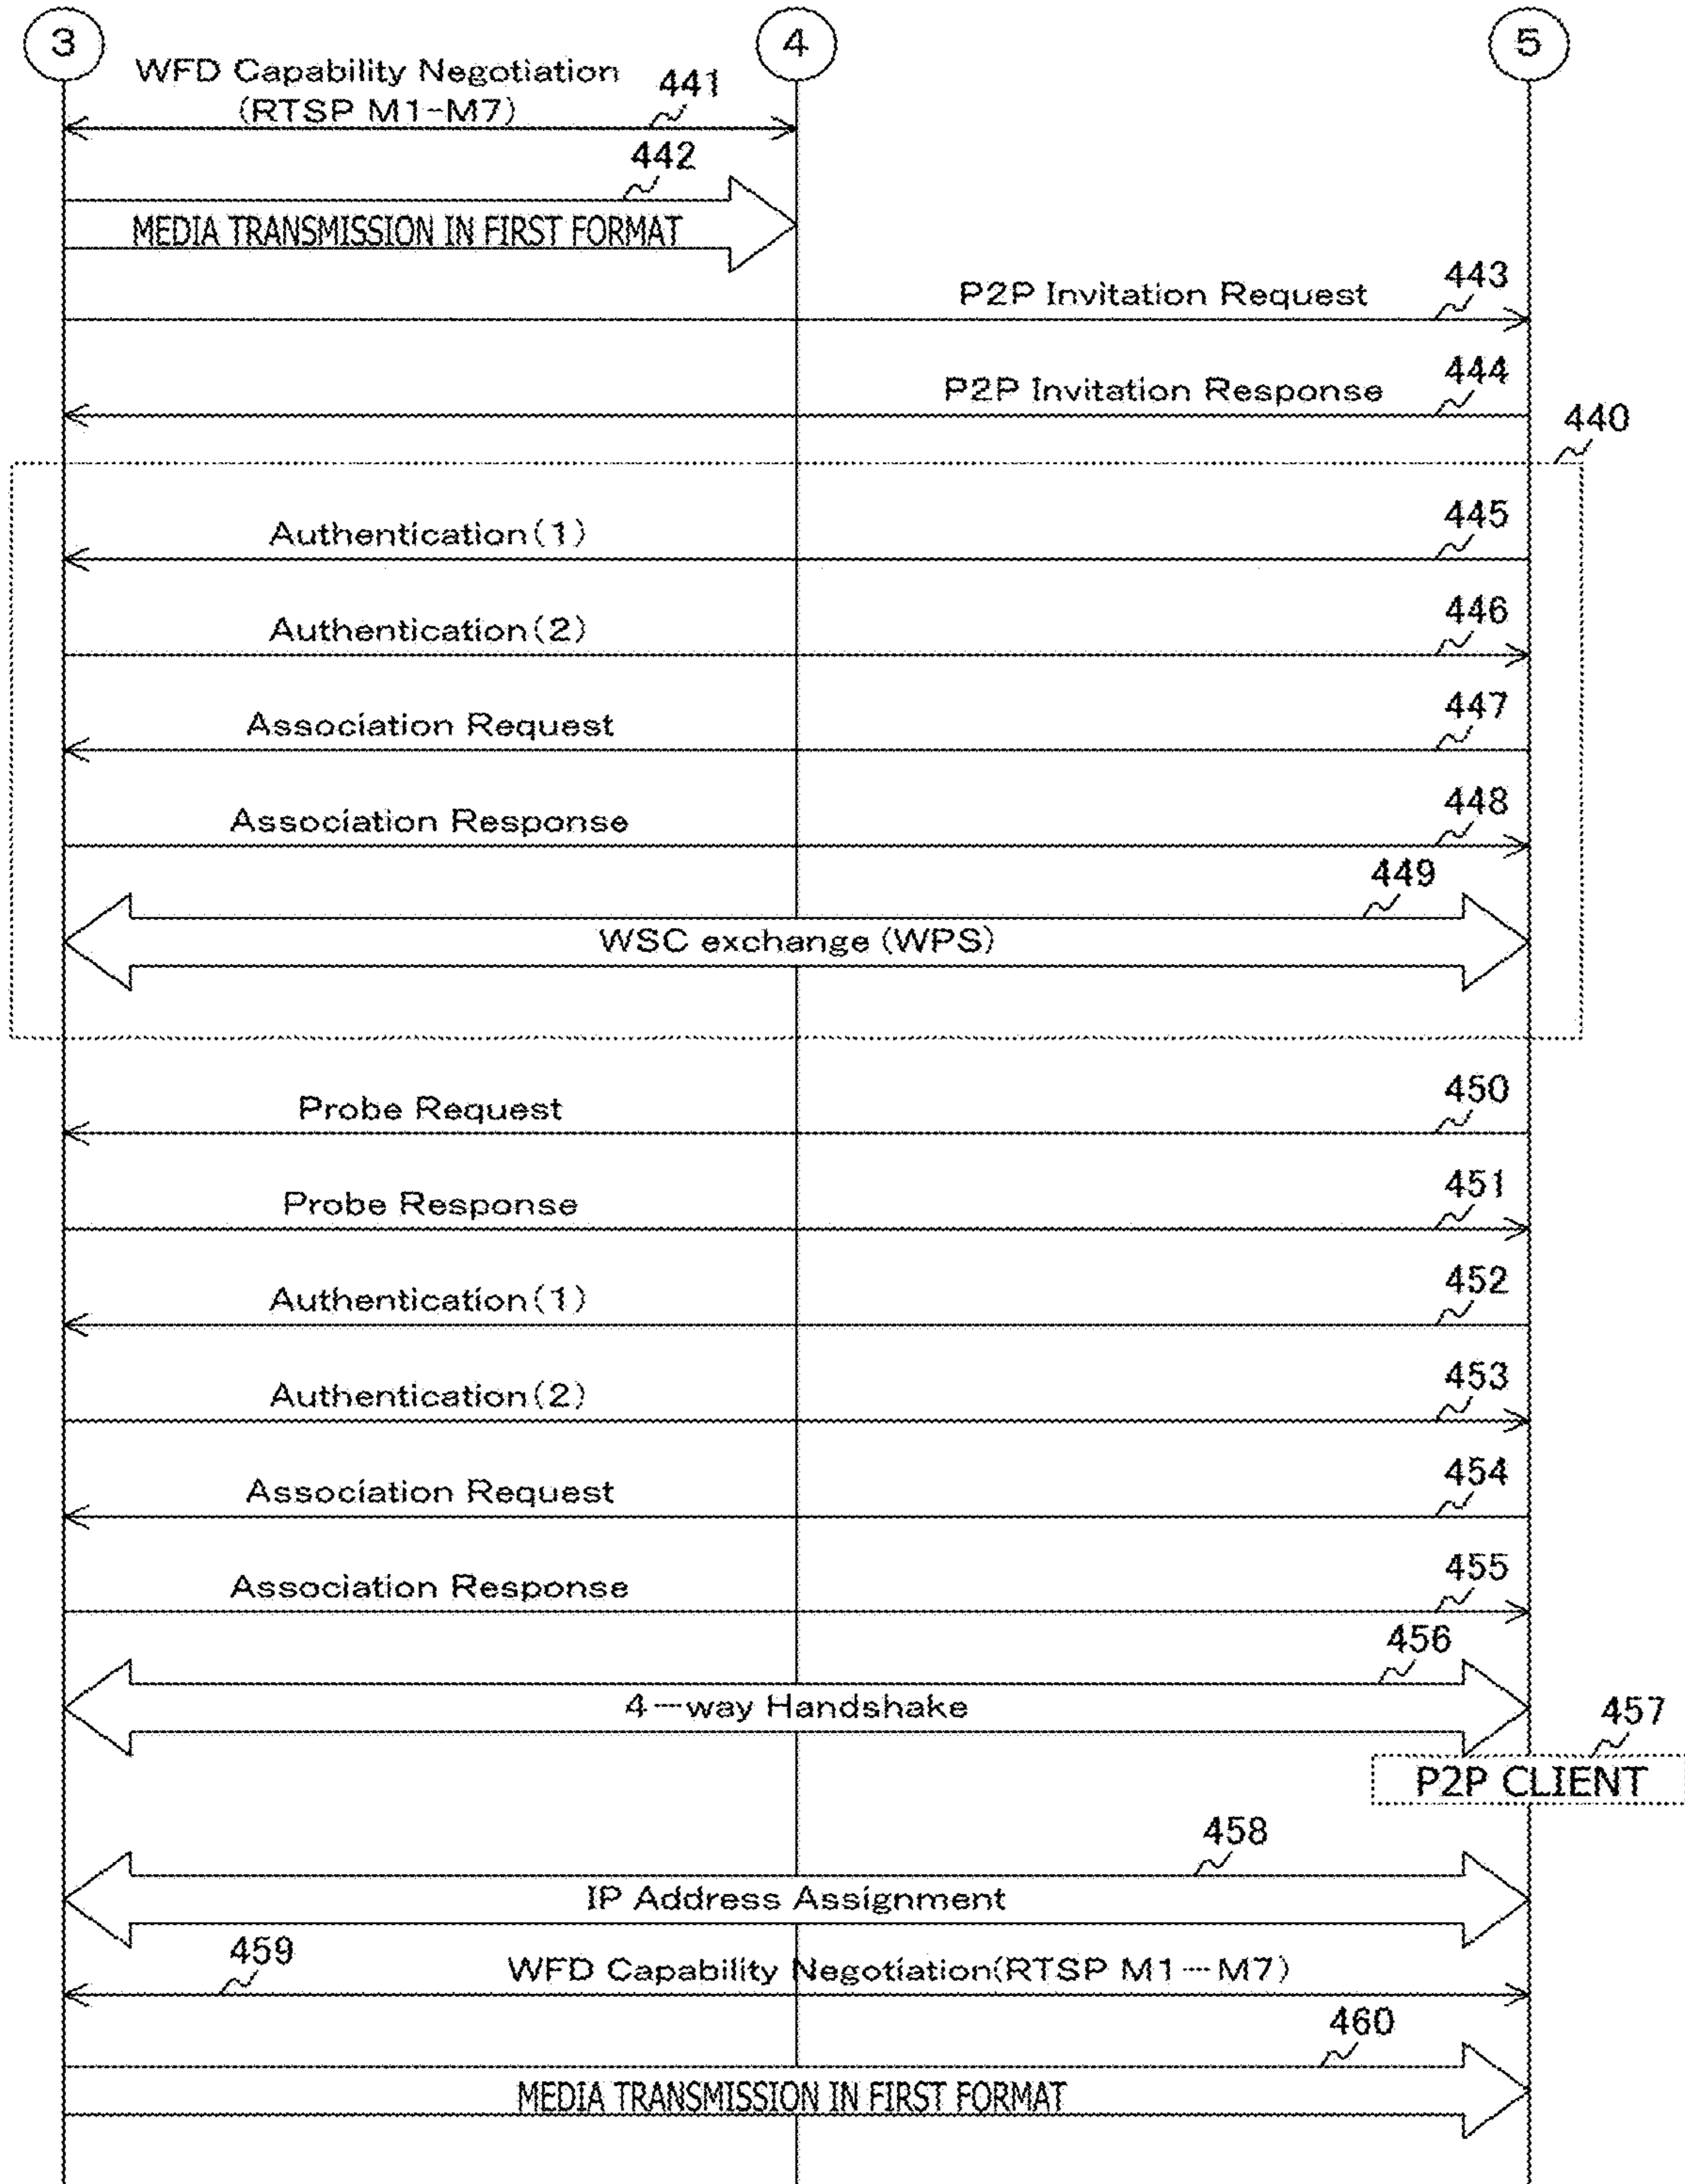 3 4 5
WFD Capability Negotiation
(RTSP M1-M7)
441
442
MEDIA TRANSMISSION IN FIRST FORMAT
443
P2P Invitation Request
444
P2P Invitation Response
440
445
Authentication(1)
446
Authentication(2)
447
Association Request
448
Association Response
449
WSC exchange (WPS)
450
Probe Request
451
Probe Response
452
Authentication(1)
453
Authentication(2)
454
Association Request
455
Association Response
456
4--way Handshake
457
P2P CLIENT
458
IP Address Assignment
459
WFD Capability Negotiation(RTSP M1---M7)
460
MEDIA TRANSMISSION IN FIRST FORMAT